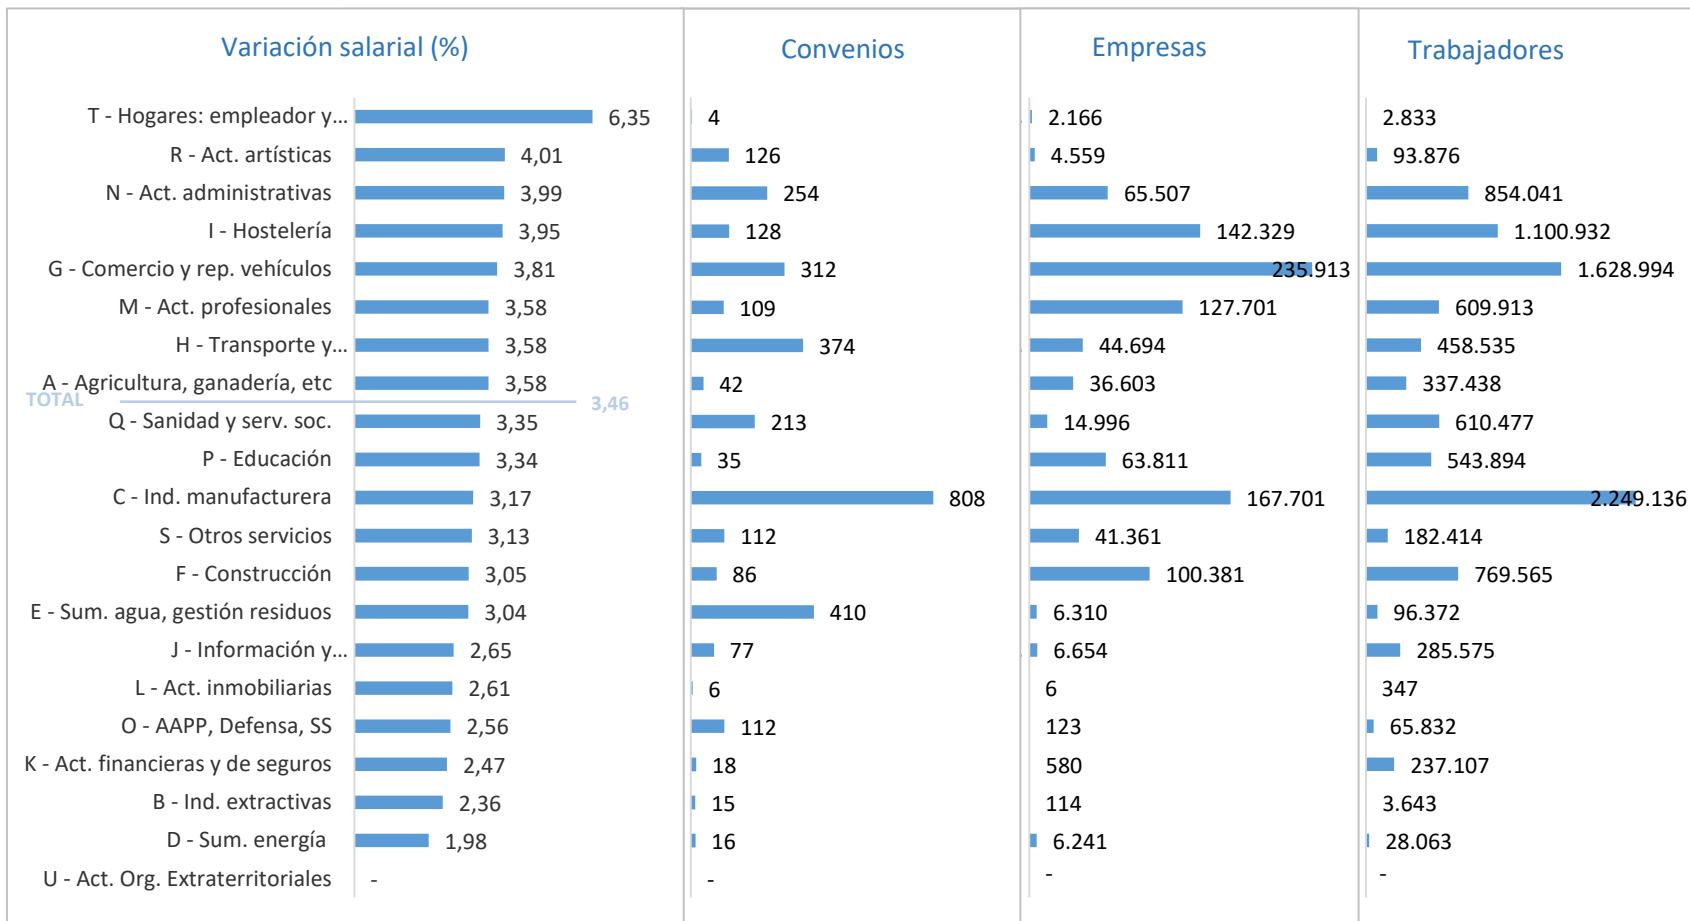 Variación salarial (%) Convenios Empresas Trabajadores
T - Hogares: empleador y... 6,35 4 2.166 2.833
R - Act. artísticas 4,01 126 4.559 93.876
N - Act. administrativas 3,99 254 65.507 854.041
I - Hostelería 3,95 128 142.329 1.100.932
G - Comercio y rep. vehículos 3,81 312 235.913 1.628.994
M - Act. profesionales 3,58 109 127.701 609.913
H - Transporte y... 3,58 374 44.694 458.535
A - Agricultura, ganadería, etc 3,58 42 36.603 337.438
TOTAL 3,46
Q - Sanidad y serv. soc. 3,35 213 14.996 610.477
P - Educación 3,34 35 63.811 543.894
C - Ind. manufacturera 3,17 808 167.701 2.249.136
S - Otros servicios 3,13 112 41.361 182.414
F - Construcción 3,05 86 100.381 769.565
E - Sum. agua, gestión residuos 3,04 410 6.310 96.372
J - Información y... 2,65 77 6.654 285.575
L - Act. inmobiliarias 2,61 6 6 347
O - AAPP, Defensa, SS 2,56 112 123 65.832
K - Act. financieras y de seguros 2,47 18 580 237.107
B - Ind. extractivas 2,36 15 114 3.643
D - Sum. energía 1,98 16 6.241 28.063
U - Act. Org. Extraterritoriales - - - -